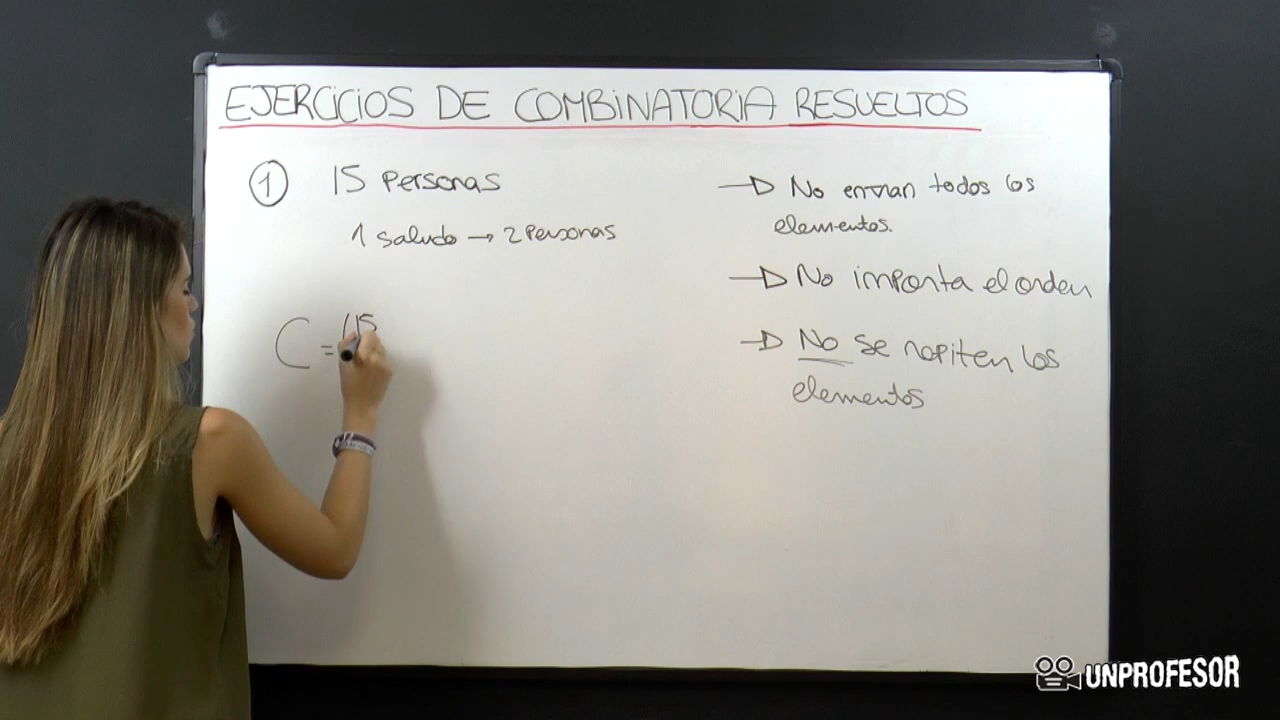 EJERCICIOS DE COMBINATORIA RESUELTOS
1 15 personas
1 saludo → 2 Personas
C = (15
→ No entran todos los
elementos.
→ No importa el orden
→ No se repiten los
elementos
UNPROFESOR